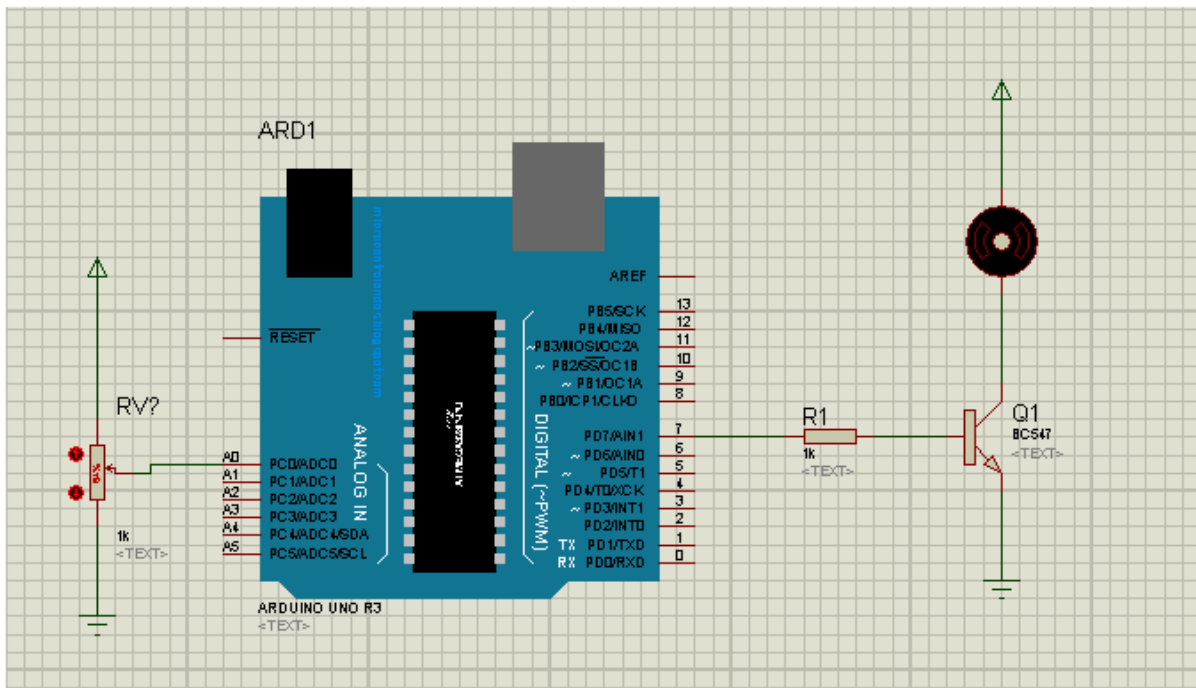 ARD1
microcontrolandos.blogspot.com
AREF
RESET
PB5/SCK 13
PB4/MISO 12
~PB3/MOSI/OC2A 11
~ PB2/SS/OC1B 10
~ PB1/OC1A 9
PB0/ICP1/CLKO 8
PD7/AIN1 7
~ PD6/AIN0 6
~ PD5/T1 5
PD4/T0/XCK 4
~ PD3/INT1 3
PD2/INT0 2
TX PD1/TXD 1
RX PD0/RXD 0
DIGITAL (~PWM)
ANALOG IN
A0 PC0/ADC0
A1 PC1/ADC1
A2 PC2/ADC2
A3 PC3/ADC3
A4 PC4/ADC4/SDA
A5 PC5/ADC5/SCL
ARDUINO UNO R3
<TEXT>
RV?
1k
<TEXT>
R1
1k
<TEXT>
Q1
BC547
<TEXT>